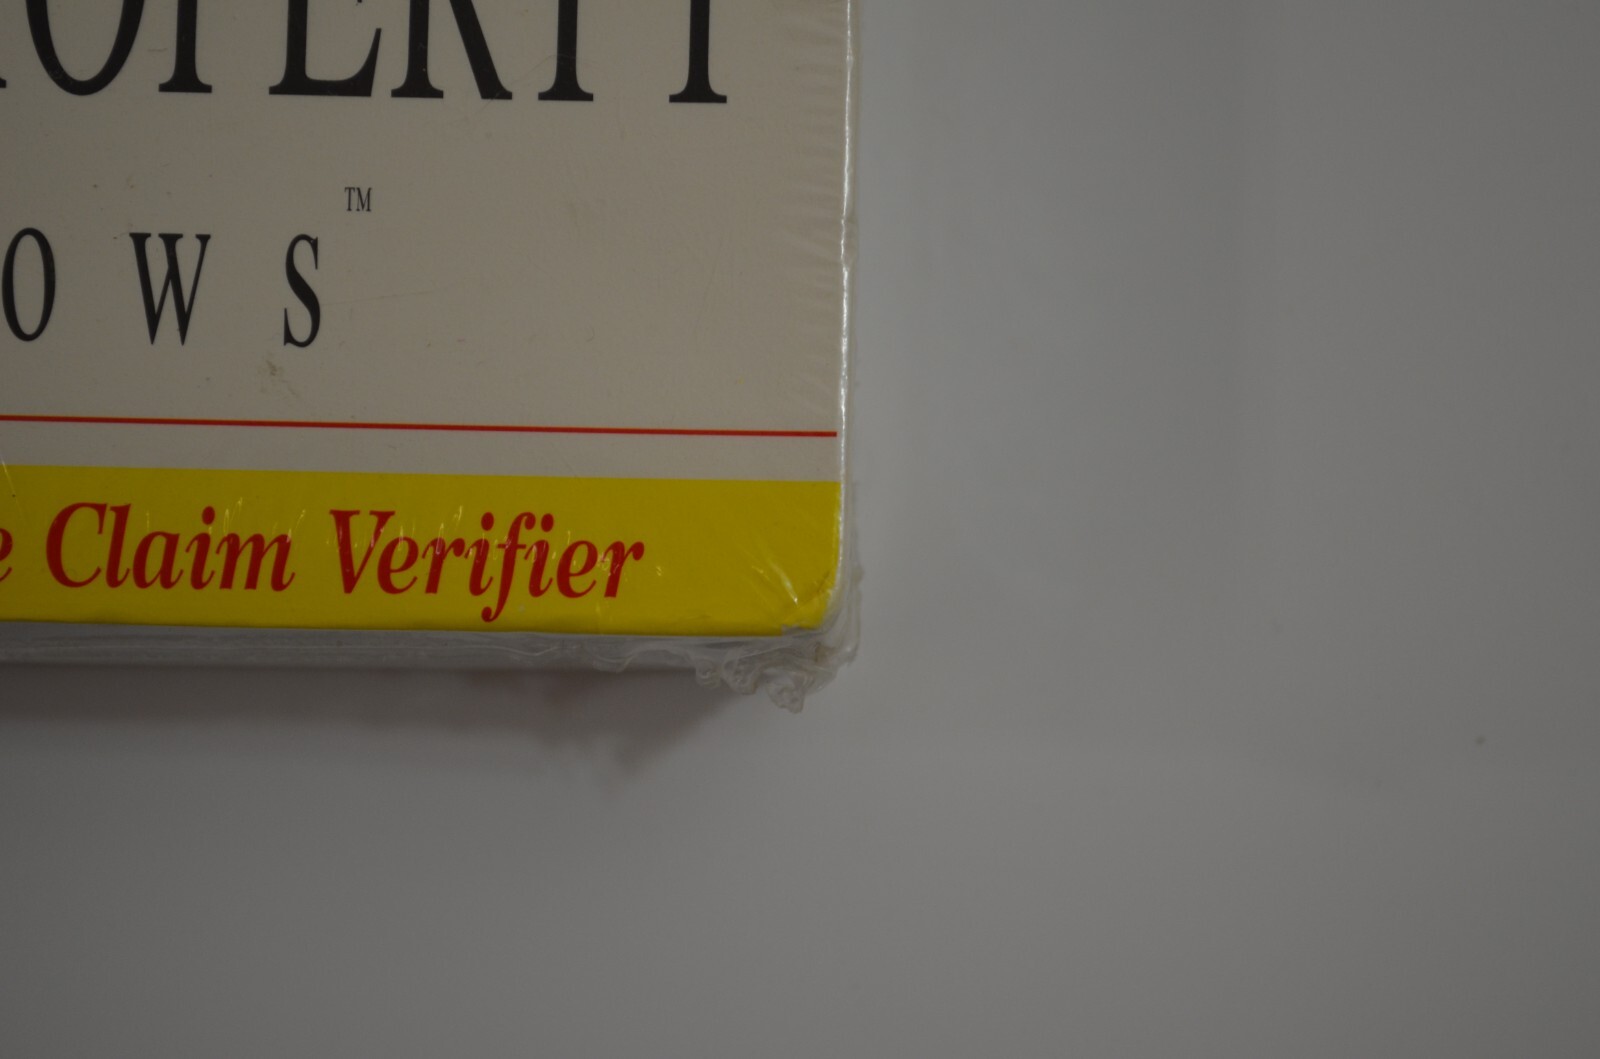 ROPERTY
OWS™
e Claim Verifier